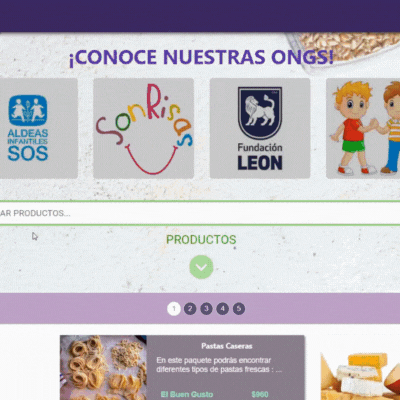 ¡CONOCE NUESTRAS ONGS!
ALDEAS
INFANTILES
SOS
SonRisas
Fundación
LEON
AR PRODUCTOS...
PRODUCTOS
1 2 3 4 5
Pastas Caseras
En este paquete podrás encontrar
diferentes tipos de pastas frescas : ...
El Buen Gusto $960